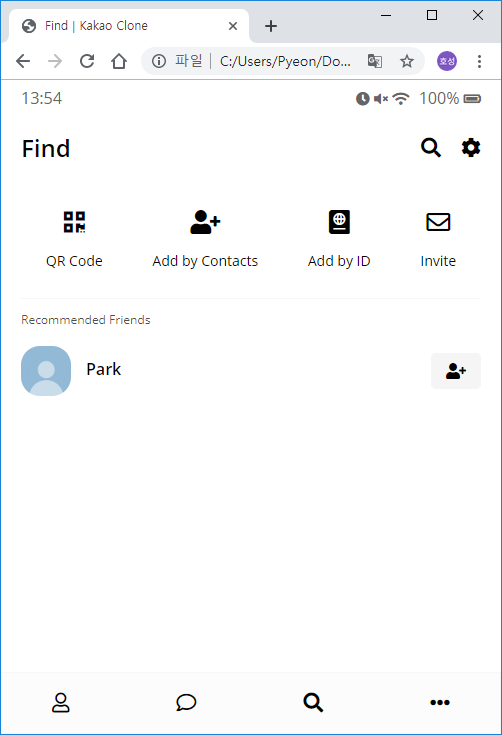 Find | Kakao Clone
파일 | C:/Users/Pyeon/Do...
호성
13:54
100%
Find
QR Code
Add by Contacts
Add by ID
Invite
Recommended Friends
Park